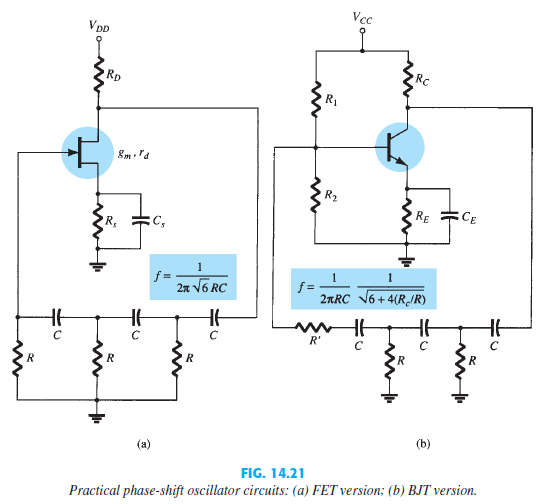 V_DD
R_D
g_m, r_d
R_s
C_s
f = 1 / 2π √6 RC
C
C
C
R
R
R
(a)
V_CC
R_C
R_1
R_2
R_E
C_E
f = 1 / 2πRC 1 / √6 + 4(R_c/R)
R'
C
C
C
R
R
(b)
FIG. 14.21
Practical phase-shift oscillator circuits: (a) FET version; (b) BJT version.